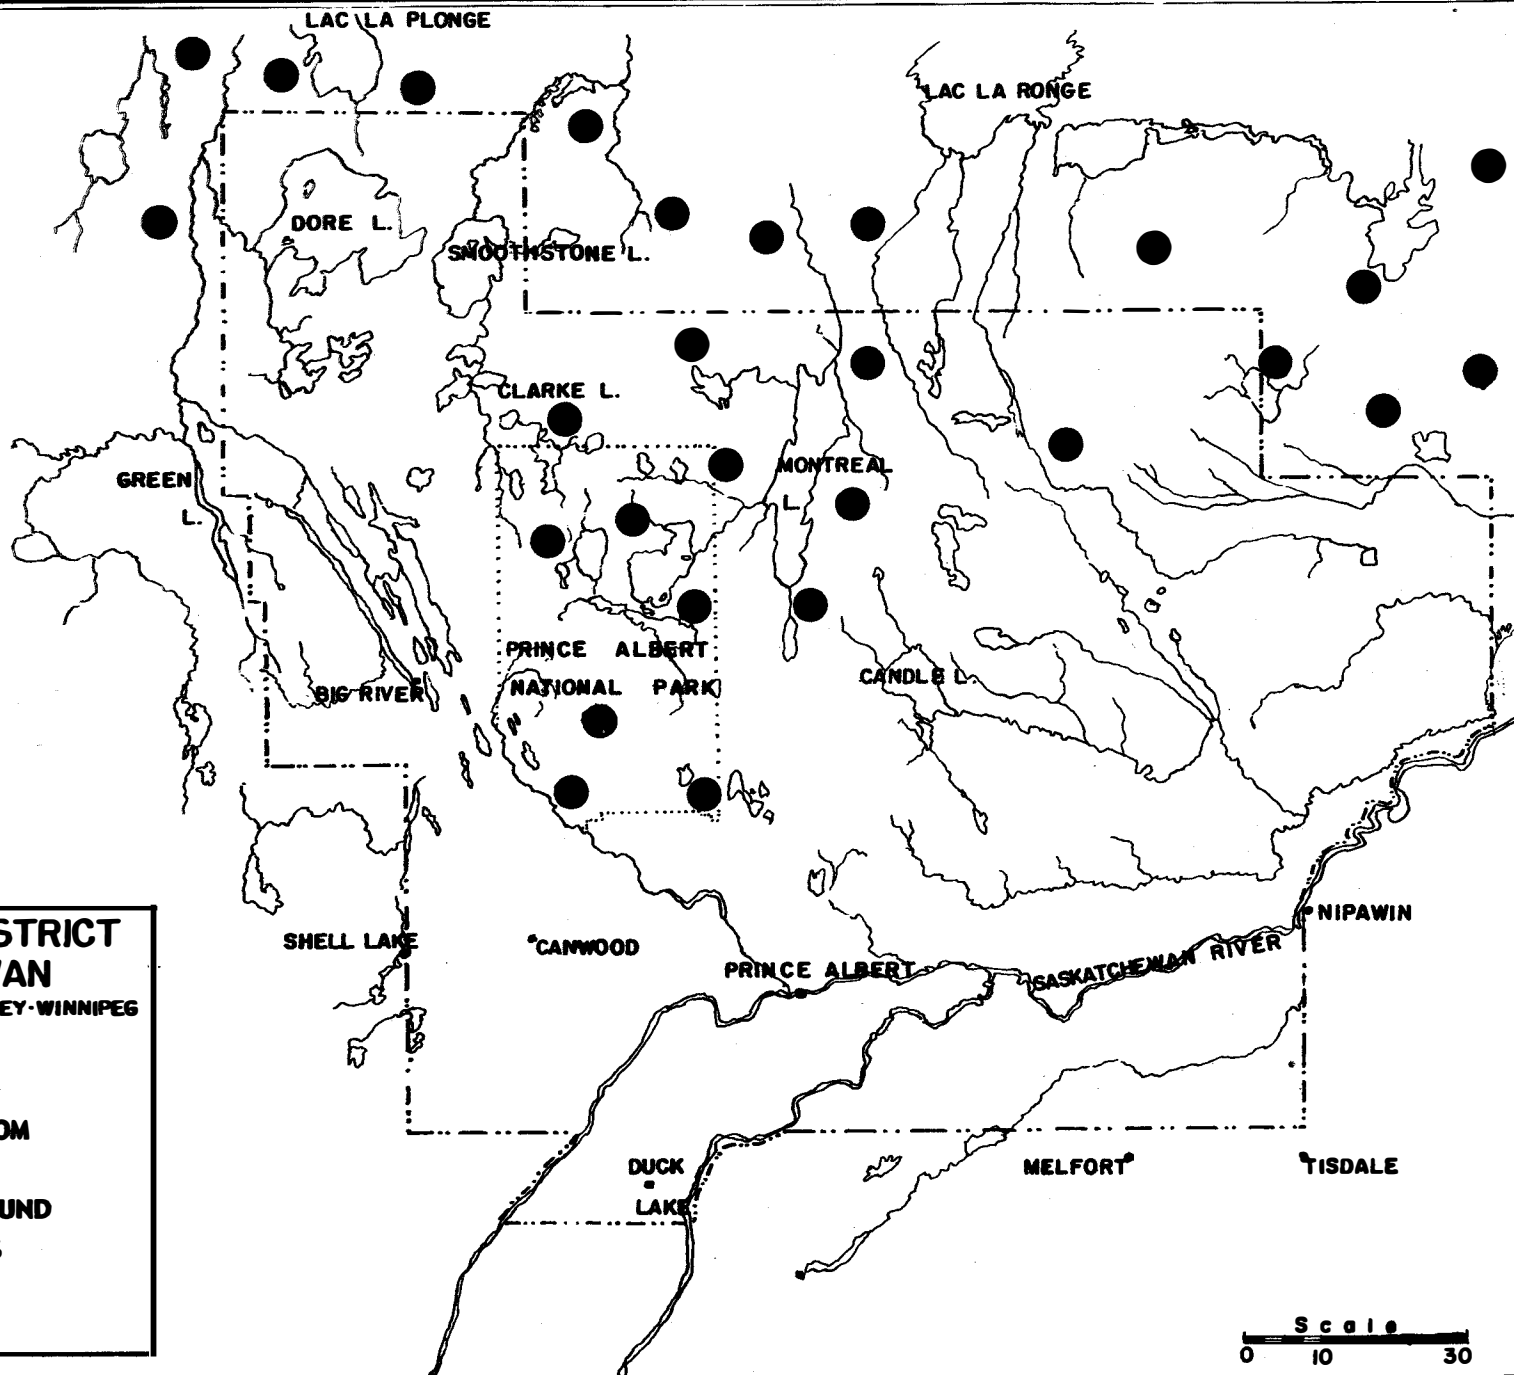 LAC LA PLONGE
LAC LA RONGE
DORE L.
SMOOTHSTONE L.
CLARKE L.
GREEN
L.
MONTREAL
L.
PRINCE ALBERT
NATIONAL PARK
BIG RIVER
CANDLE L.
SHELL LAKE
CANWOOD
PRINCE ALBERT
SASKATCHEWAN RIVER
NIPAWIN
STRICT
WAN
EY-WINNIPEG
OM
UND
DUCK
LAKE
MELFORT
TISDALE
Scale
0 10 30